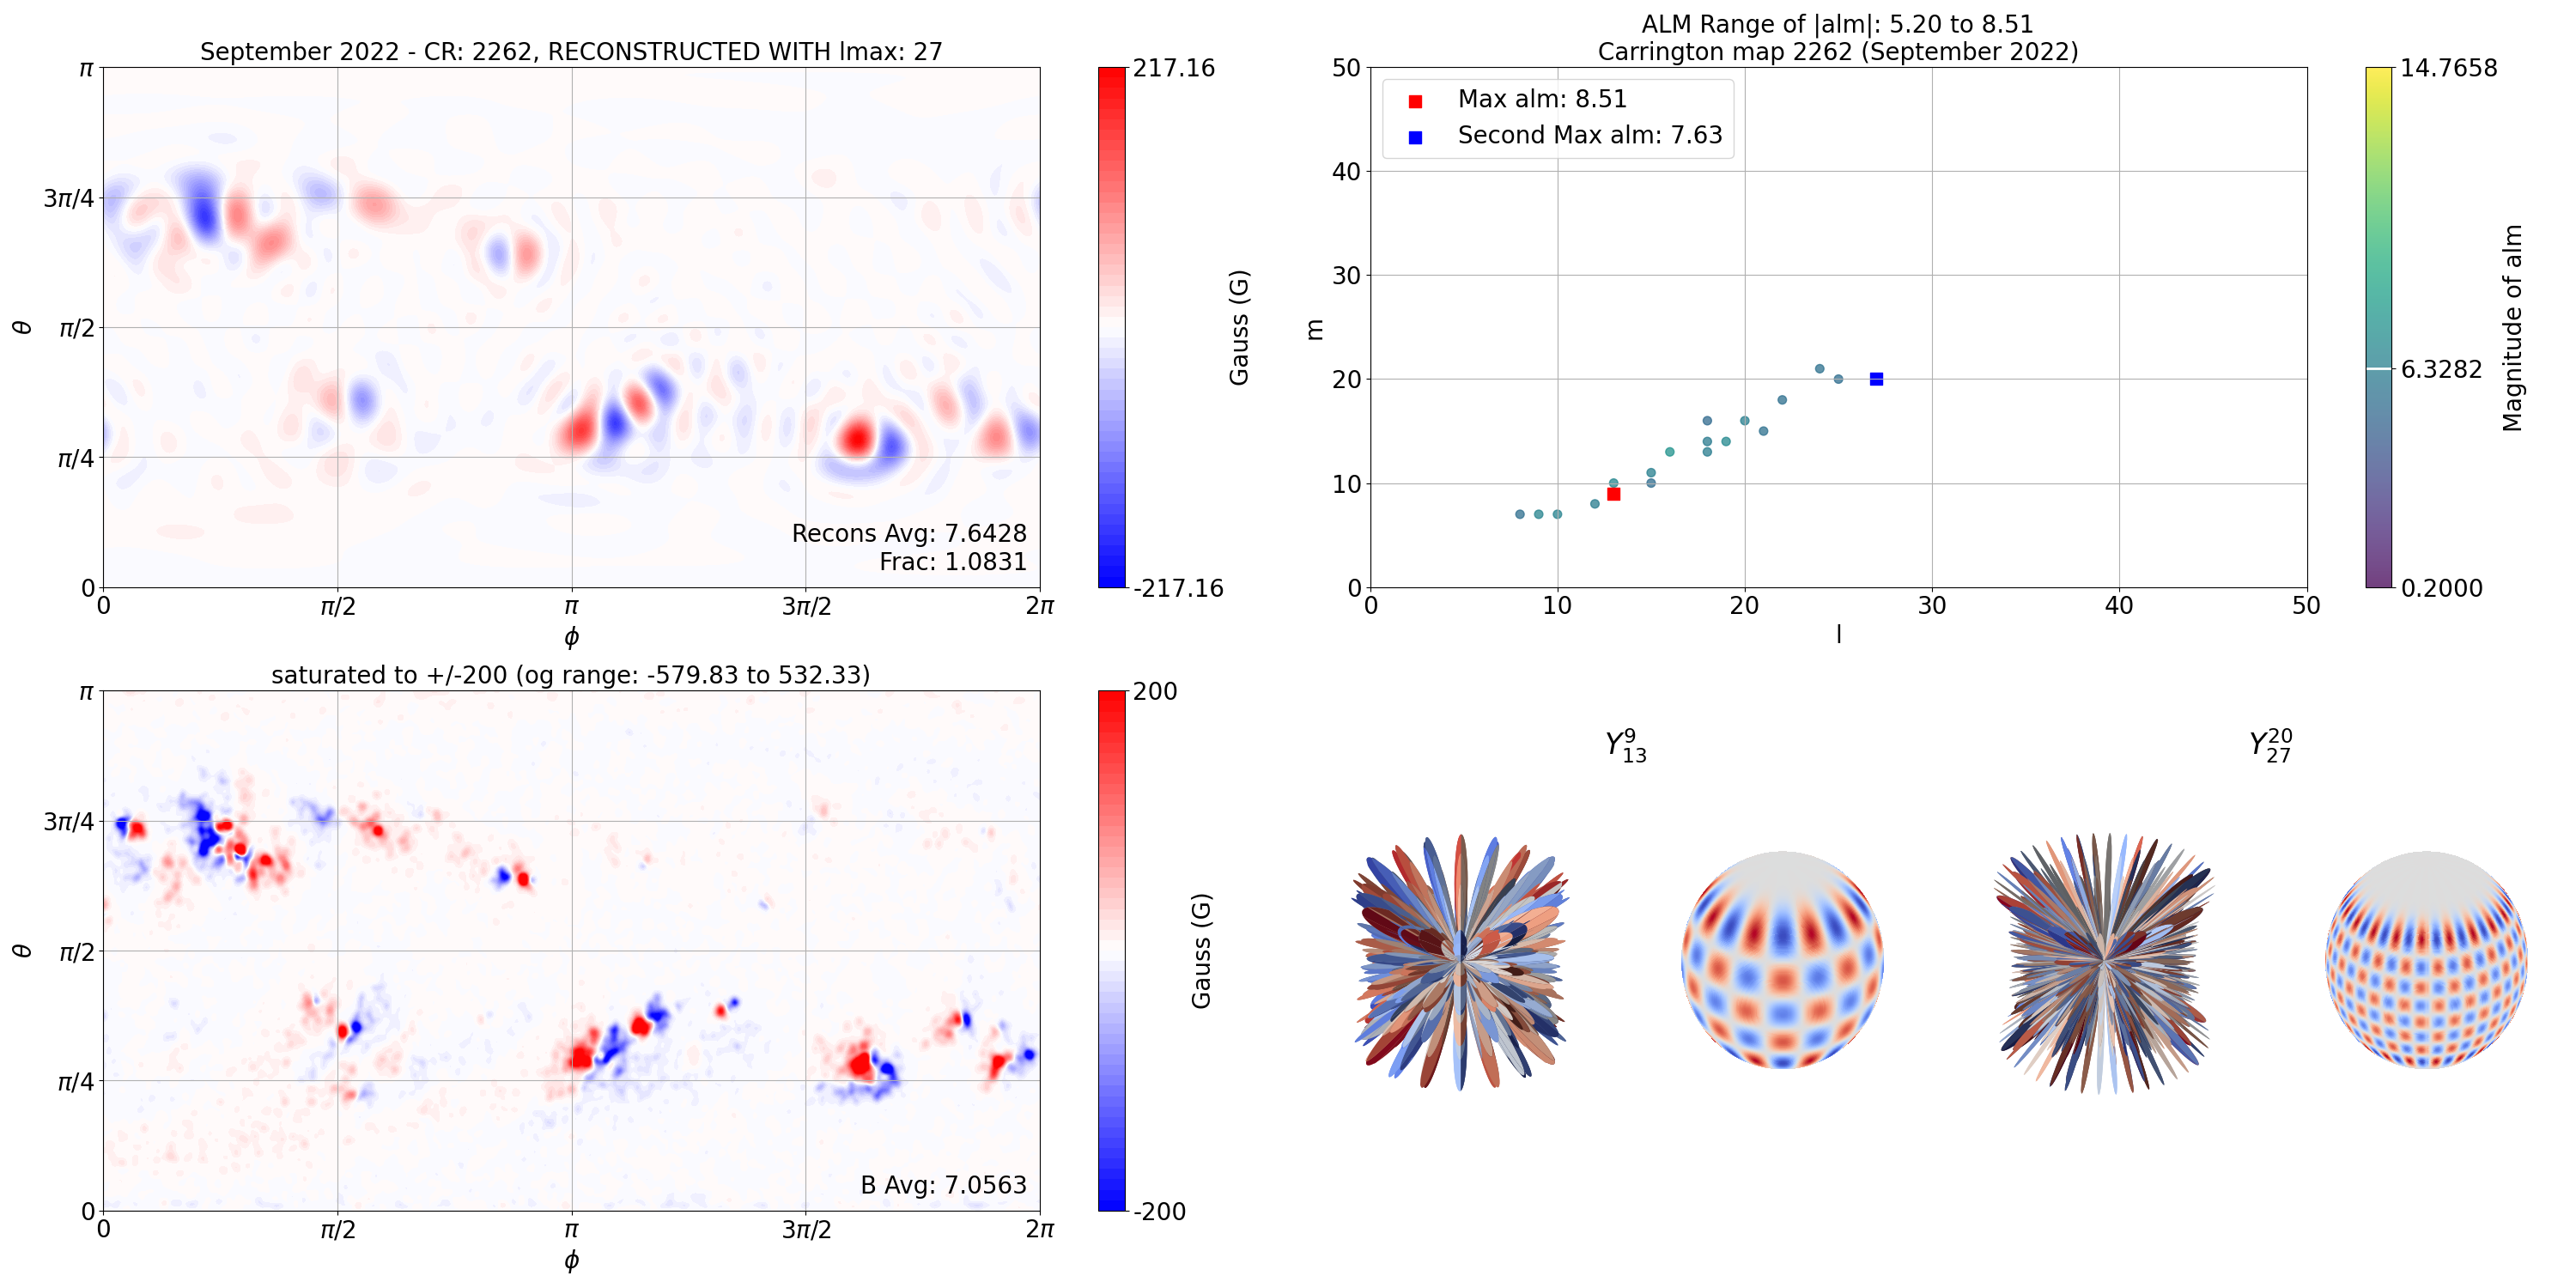 September 2022 - CR: 2262, RECONSTRUCTED WITH lmax: 27
π
3π/4
π/2
π/4
0
θ
0 π/2 π 3π/2 2π
ϕ
Recons Avg: 7.6428
Frac: 1.0831
217.16
-217.16
Gauss (G)
ALM Range of |alm|: 5.20 to 8.51
Carrington map 2262 (September 2022)
Max alm: 8.51
Second Max alm: 7.63
50
40
30
20
10
0
m
0 10 20 30 40 50
l
14.7658
6.3282
0.2000
Magnitude of alm
saturated to +/-200 (og range: -579.83 to 532.33)
π
3π/4
π/2
π/4
0
θ
0 π/2 π 3π/2 2π
ϕ
B Avg: 7.0563
200
-200
Gauss (G)
Y₁₃⁹
Y₂₇²⁰